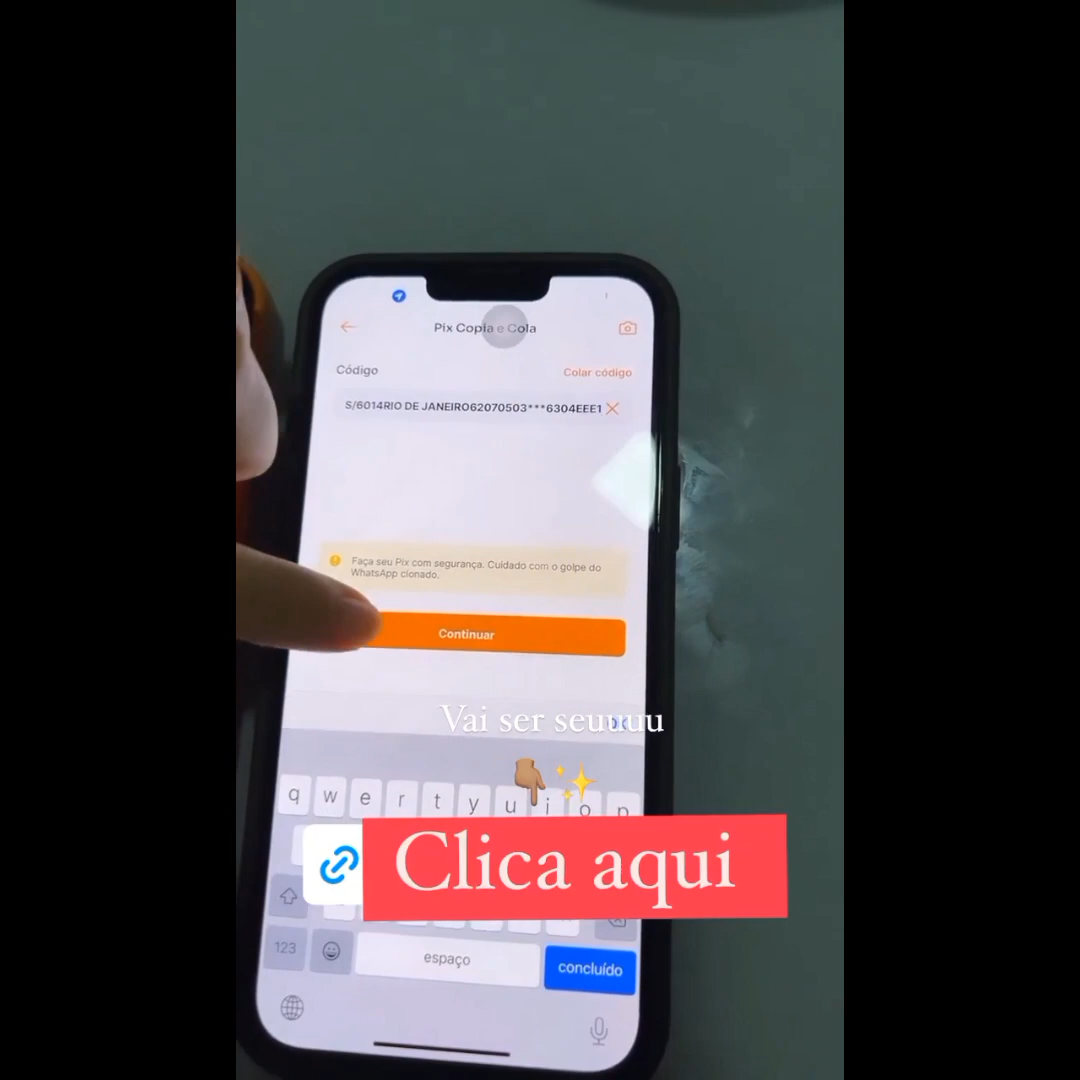 Pix Copia e Cola
Código
Colar código
S/6014RIO DE JANEIRO62070503***6304EEE1
Faça seu Pix com segurança. Cuidado com o golpe do
WhatsApp clonado.
Continuar
Vai ser seuuuu
q w e r t y u i o p
Clica aqui
123
espaço
concluído